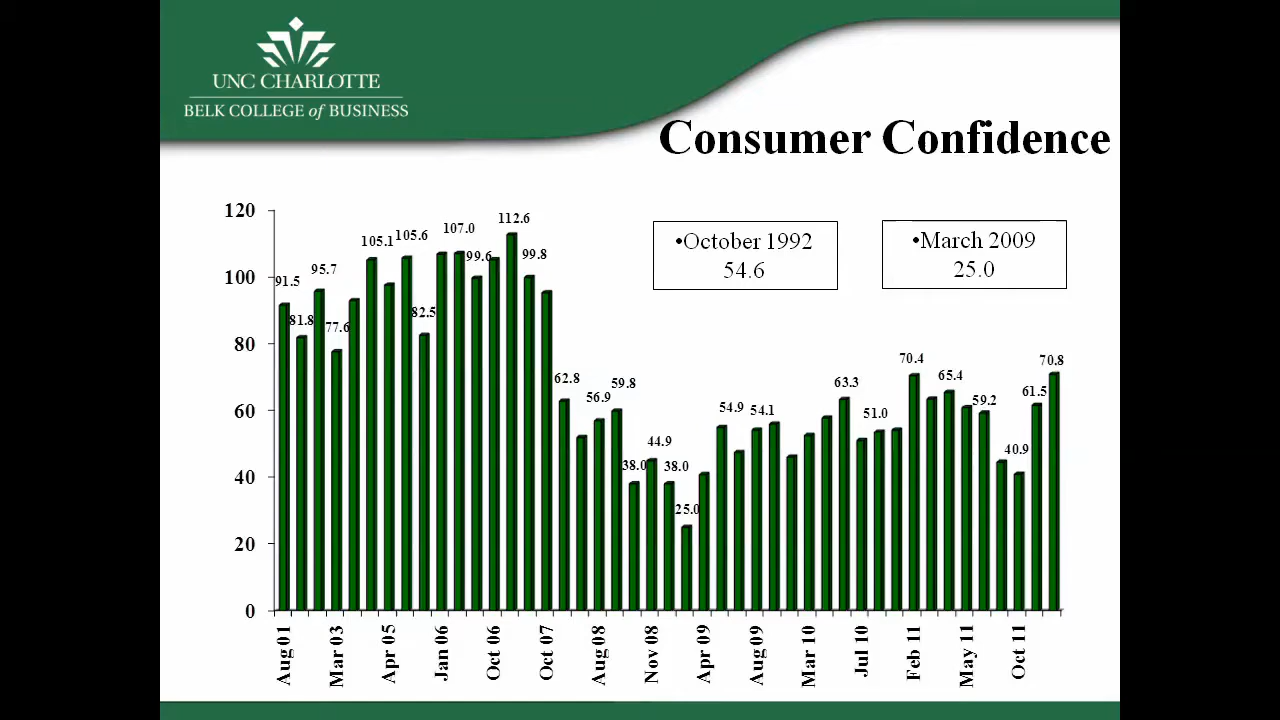 UNC CHARLOTTE
BELK COLLEGE of BUSINESS
Consumer Confidence
•October 1992
54.6
•March 2009
25.0
120
100
80
60
40
20
0
91.5
81.8
95.7
77.6
105.1
105.6
82.5
107.0
99.6
112.6
99.8
62.8
56.9
59.8
38.0
44.9
38.0
25.0
54.9
54.1
63.3
51.0
70.4
65.4
59.2
40.9
61.5
70.8
Aug 01
Mar 03
Apr 05
Jan 06
Oct 06
Oct 07
Aug 08
Nov 08
Apr 09
Aug 09
Mar 10
Jul 10
Feb 11
May 11
Oct 11